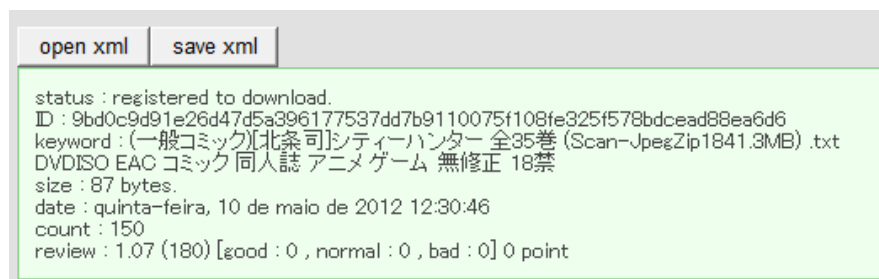 open xml save xml
status : registered to download.
ID : 9bd0c9d91e26d47d5a396177537dd7b9110075f108fe325f578bdcead88ea6d6
keyword : (一般コミック)[北条司]]シティーハンター 全35巻 (Scan-JpegZip1841.3MB) .txt
DVDISO EAC コミック 同人誌 アニメ ゲーム 無修正 18禁
size : 87 bytes.
date : quinta-feira, 10 de maio de 2012 12:30:46
count : 150
review : 1.07 (180) [good : 0 , normal : 0 , bad : 0] 0 point